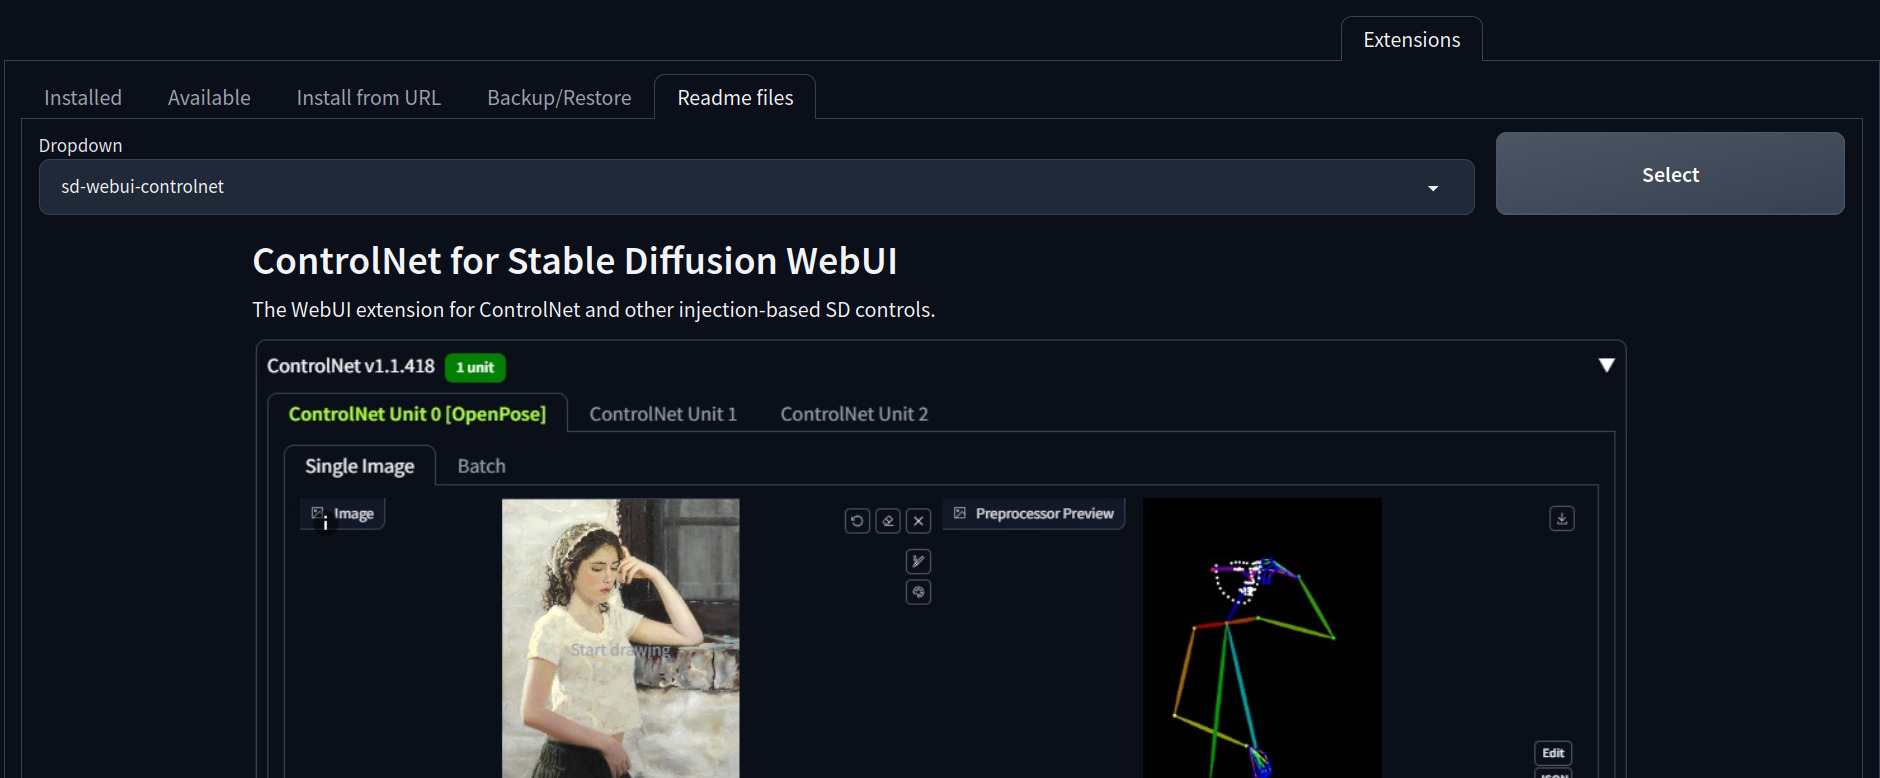 Extensions
Installed Available Install from URL Backup/Restore Readme files
Dropdown
sd-webui-controlnet
Select
ControlNet for Stable Diffusion WebUI
The WebUI extension for ControlNet and other injection-based SD controls.
ControlNet v1.1.418 1 unit
ControlNet Unit 0 [OpenPose] ControlNet Unit 1 ControlNet Unit 2
Single Image Batch
Image
Preprocessor Preview
Start drawing
Edit